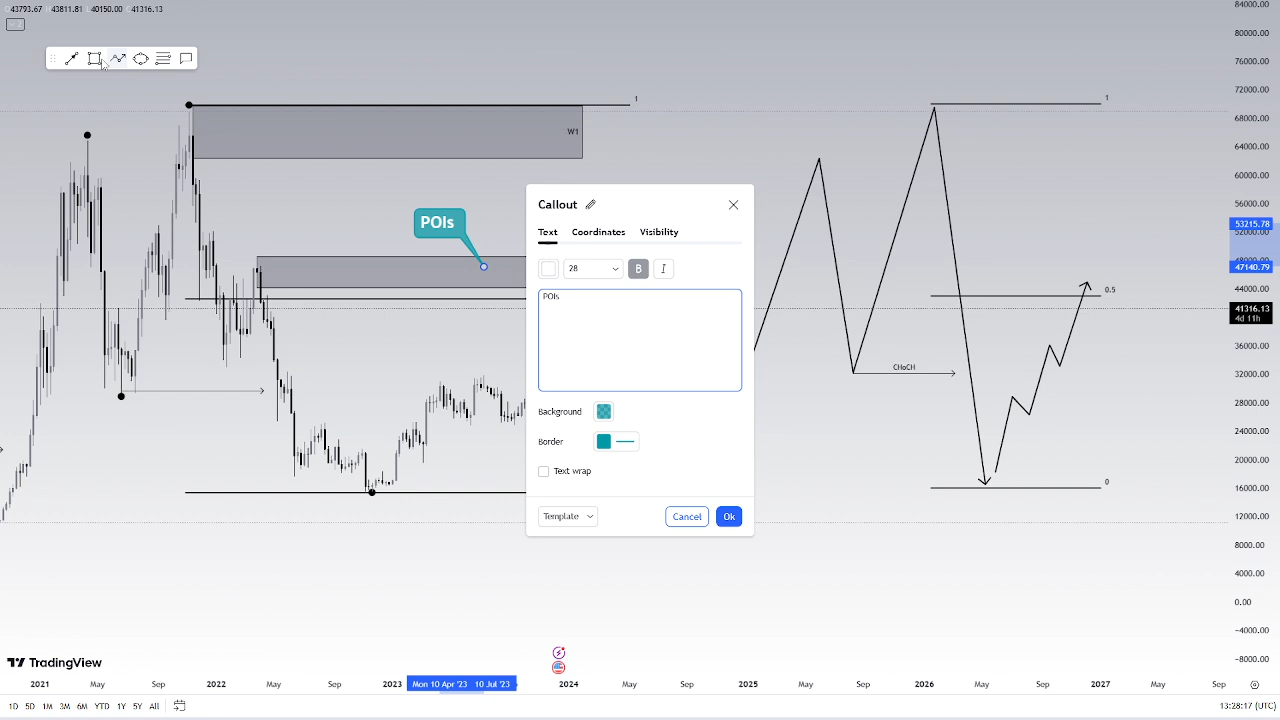 43793.67 43811.81 40150.00 41316.13
84000.00
80000.00
76000.00
72000.00
68000.00
64000.00
60000.00
56000.00
53215.78
52000.00
47140.79
44000.00
41316.13
4d 11h
36000.00
32000.00
28000.00
24000.00
20000.00
16000.00
12000.00
8000.00
4000.00
0.00
−4000.00
−8000.00
1
W1
POIs
1
0.5
CHoCH
0
Callout
Text Coordinates Visibility
28 B I
POIs
Background
Border
Text wrap
Template Cancel Ok
TradingView
2021 May Sep 2022 May Sep 2023 Mon 10 Apr '23 10 Jul '23 2024 May Sep 2025 May Sep 2026 May Sep 2027 May Sep
1D 5D 1M 3M 6M YTD 1Y 5Y All
13:28:17 (UTC)